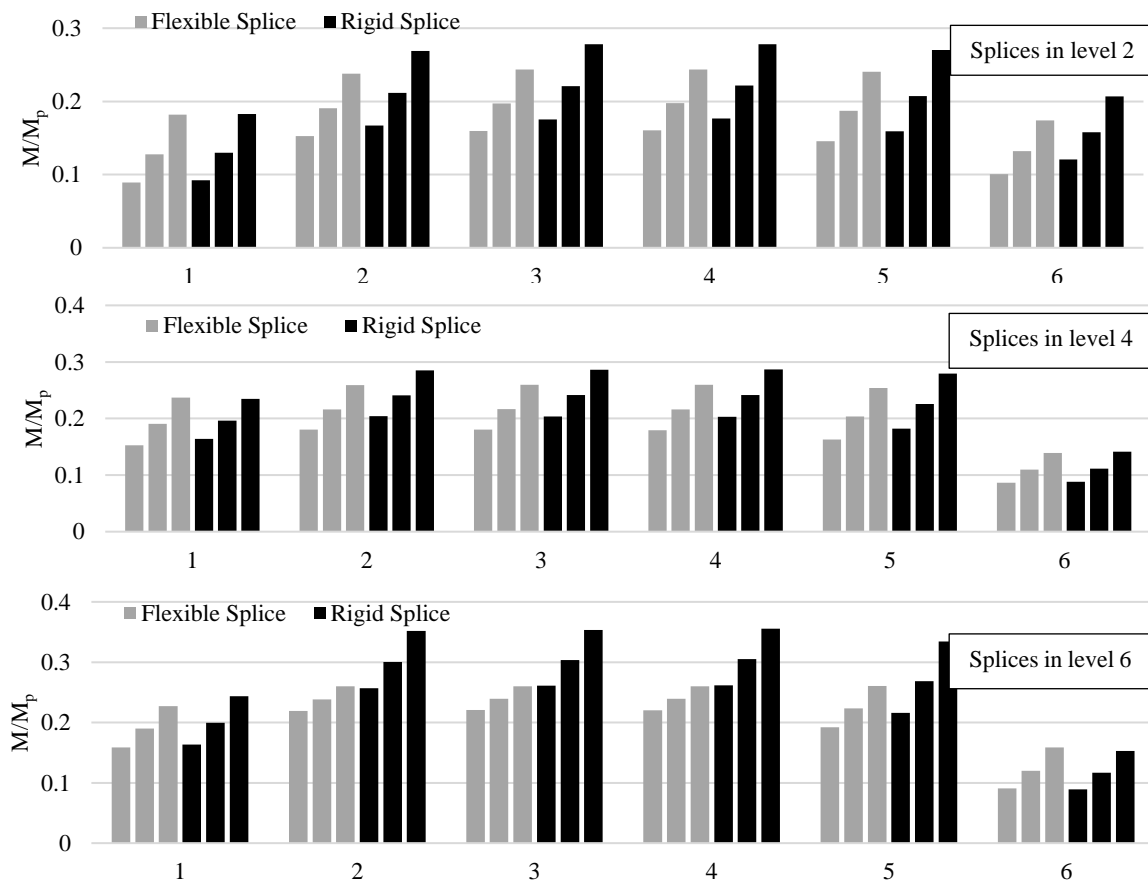 0.3
Flexible Splice
Rigid Splice
Splices in level 2
0.2
M/Mp
0.1
0
1 2 3 4 5 6
0.4
Flexible Splice
Rigid Splice
Splices in level 4
0.3
M/Mp
0.2
0.1
0
1 2 3 4 5 6
0.4
Flexible Splice
Rigid Splice
Splices in level 6
0.3
M/Mp
0.2
0.1
0
1 2 3 4 5 6